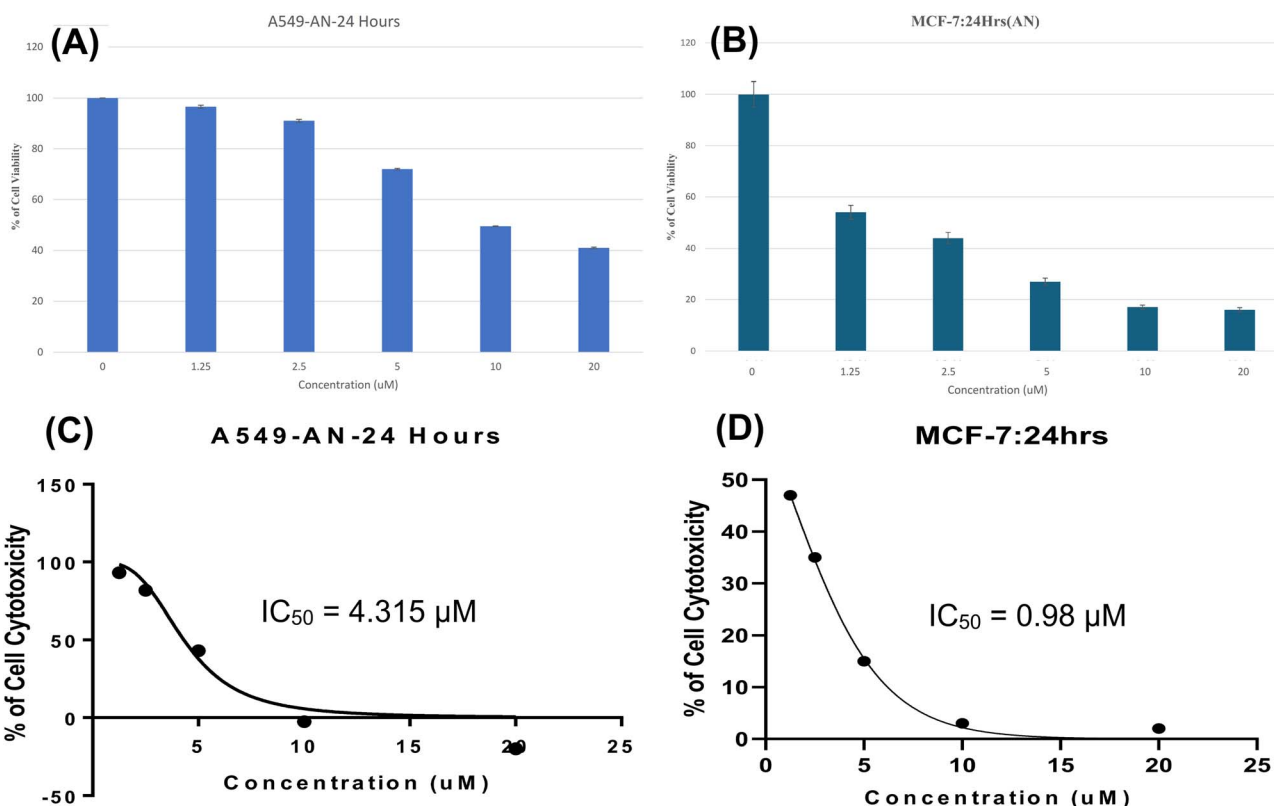 (A)
A549-AN-24 Hours
% of Cell Viability
120
100
80
60
40
20
0
0 1.25 2.5 5 10 20
Concentration (uM)
(B)
MCF-7:24Hrs(AN)
% of Cell Viability
120
100
80
60
40
20
0
0 1.25 2.5 5 10 20
Concentration (uM)
(C)
A549-AN-24 Hours
% of Cell Cytotoxicity
150
100
50
0
-50
5 10 15 20 25
IC50 = 4.315 µM
Concentration (uM)
(D)
MCF-7:24hrs
% of Cell Cytotoxicity
50
40
30
20
10
0
0 5 10 15 20 25
IC50 = 0.98 µM
Concentration (uM)